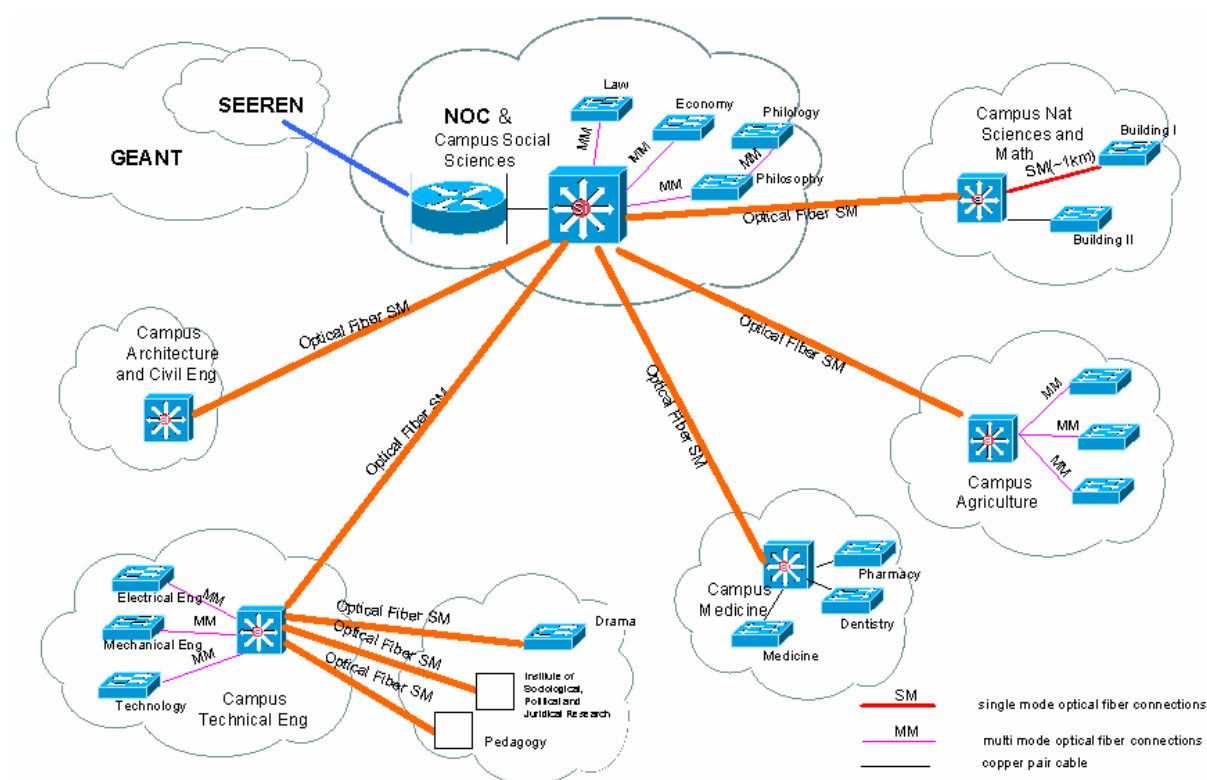 SEEREN
GEANT
NOC &
Campus Social
Sciences
Law
Economy
Philology
Philosophy
MM
MM
MM
MM
SI
Optical Fiber SM
Campus Nat
Sciences and
Math
Building I
SM(~1km)
Building II
Optical Fiber SM
Campus
Architecture
and Civil Eng
Optical Fiber SM
Optical Fiber SM
Optical Fiber SM
MM
MM
MM
Campus
Agriculture
Electrical Eng
MM
Mechanical Eng
MM
Technology
MM
Campus
Technical Eng
Optical Fiber SM
Optical Fiber SM
Optical Fiber SM
Drama
Institute of
Sociological,
Political and
Juridical Research
Pedagogy
Campus
Medicine
Pharmacy
Dentistry
Medicine
SM
single mode optical fiber connections
MM
multi mode optical fiber connections
copper pair cable